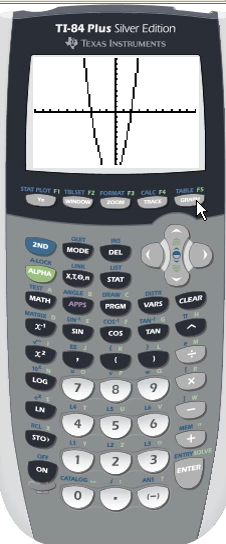 TI-84 Plus Silver Edition
TEXAS INSTRUMENTS
STAT PLOT F1 TBLSET F2 FORMAT F3 CALC F4 TABLE F5
Y= WINDOW ZOOM TRACE GRAPH
QUIT INS
2ND MODE DEL
A-LOCK LINK LIST
ALPHA X,T,θ,n STAT
TEST A ANGLE B DRAW C DISTR
MATH APPS PRGM VARS CLEAR
MATRIX D SIN⁻¹ E COS⁻¹ F TAN⁻¹ G π H
X⁻¹ SIN COS TAN ^
X² , ( ) ÷
LOG 7 8 9 ×
L4 T L5 U L6 V
LN 4 5 6 −
RCL X L1 Y L2 Z L3 θ MEM "
STO▸ 1 2 3 +
OFF CATALOG i : ANS ? ENTRY SOLVE
ON 0 . (−) ENTER